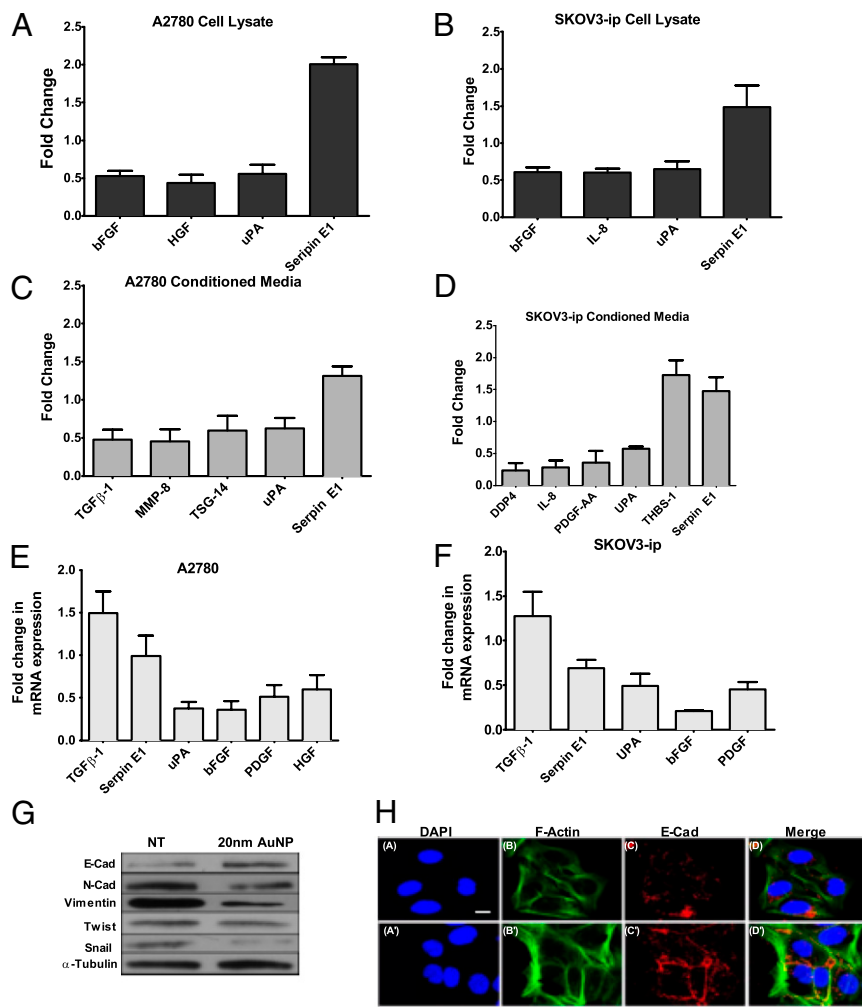 A
A2780 Cell Lysate
Fold Change
2.5
2.0
1.5
1.0
0.5
0.0
bFGF
HGF
uPA
Seripin E1
B
SKOV3-ip Cell Lysate
Fold Change
2.5
2.0
1.5
1.0
0.5
0.0
bFGF
IL-8
uPA
Serpin E1
C
A2780 Conditioned Media
Fold Change
2.5
2.0
1.5
1.0
0.5
0.0
TGFβ-1
MMP-8
TSG-14
uPA
Serpin E1
D
SKOV3-ip Condioned Media
Fold Change
2.5
2.0
1.5
1.0
0.5
0.0
DDP4
IL-8
PDGF-AA
UPA
THBS-1
Serpin E1
E
A2780
Fold change in
mRNA expression
2.0
1.5
1.0
0.5
0.0
TGFβ-1
Serpin E1
uPA
bFGF
PDGF
HGF
F
SKOV3-ip
Fold change in
mRNA expression
2.0
1.5
1.0
0.5
0.0
TGFβ-1
Serpin E1
UPA
bFGF
PDGF
G
NT 20nm AuNP
E-Cad
N-Cad
Vimentin
Twist
Snail
α-Tubulin
H
DAPI F-Actin E-Cad Merge
(A) (B) (C) (D)
(A') (B') (C') (D')